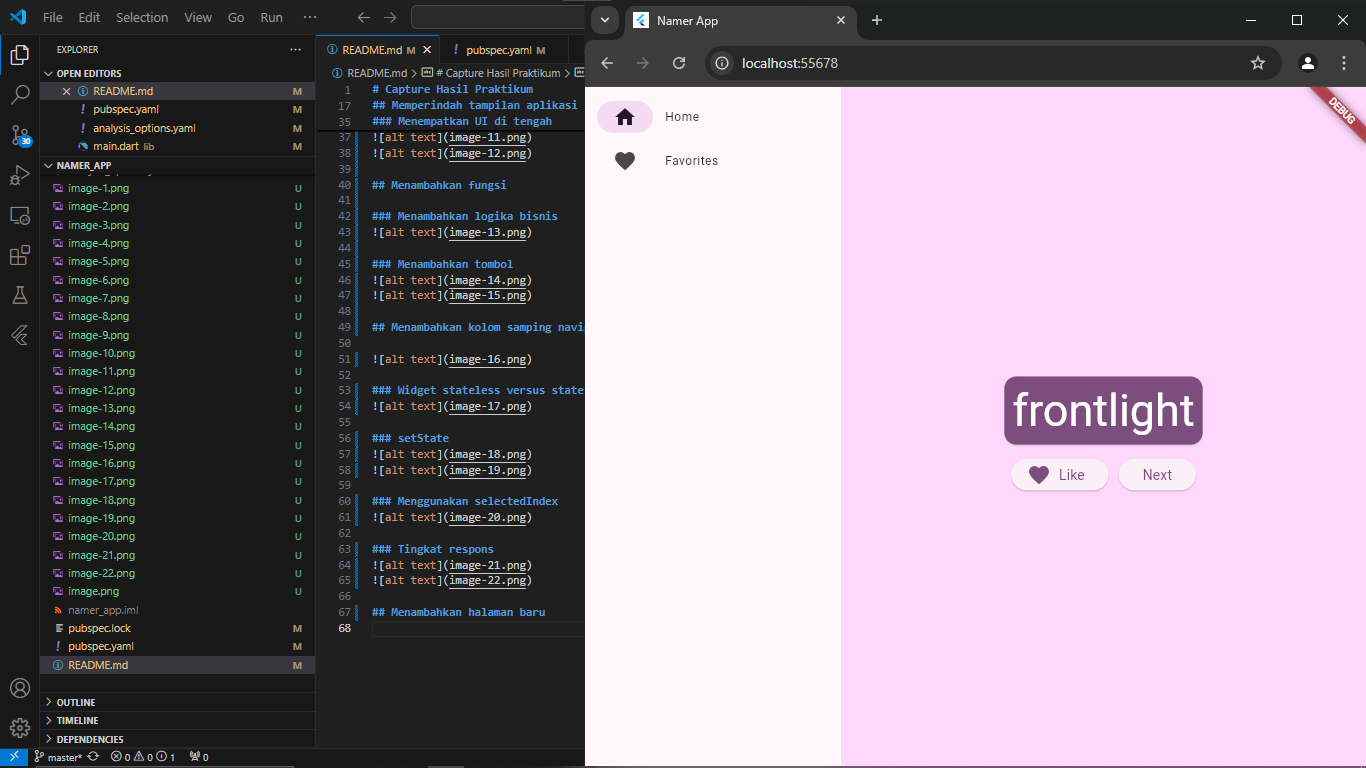 File Edit Selection View Go Run ···
EXPLORER ···
OPEN EDITORS
README.md M
pubspec.yaml M
analysis_options.yaml M
main.dart lib M
NAMER_APP
image-1.png U
image-2.png U
image-3.png U
image-4.png U
image-5.png U
image-6.png U
image-7.png U
image-8.png U
image-9.png U
image-10.png U
image-11.png U
image-12.png U
image-13.png U
image-14.png U
image-15.png U
image-16.png U
image-17.png U
image-18.png U
image-19.png U
image-20.png U
image-21.png U
image-22.png U
image.png U
namer_app.iml
pubspec.lock M
pubspec.yaml M
README.md M
OUTLINE
TIMELINE
DEPENDENCIES
30
master* 0 0 1 0
README.md M pubspec.yaml M
README.md > # Capture Hasil Praktikum >
1 # Capture Hasil Praktikum
17 ## Memperindah tampilan aplikasi
35 ### Menempatkan UI di tengah
37 ![alt text](image-11.png)
38 ![alt text](image-12.png)
39
40 ## Menambahkan fungsi
41
42 ### Menambahkan logika bisnis
43 ![alt text](image-13.png)
44
45 ### Menambahkan tombol
46 ![alt text](image-14.png)
47 ![alt text](image-15.png)
48
49 ## Menambahkan kolom samping navi
50
51 ![alt text](image-16.png)
52
53 ### Widget stateless versus state
54 ![alt text](image-17.png)
55
56 ### setState
57 ![alt text](image-18.png)
58 ![alt text](image-19.png)
59
60 ### Menggunakan selectedIndex
61 ![alt text](image-20.png)
62
63 ### Tingkat respons
64 ![alt text](image-21.png)
65 ![alt text](image-22.png)
66
67 ## Menambahkan halaman baru
68
Namer App
localhost:55678
DEBUG
Home
Favorites
frontlight
Like Next